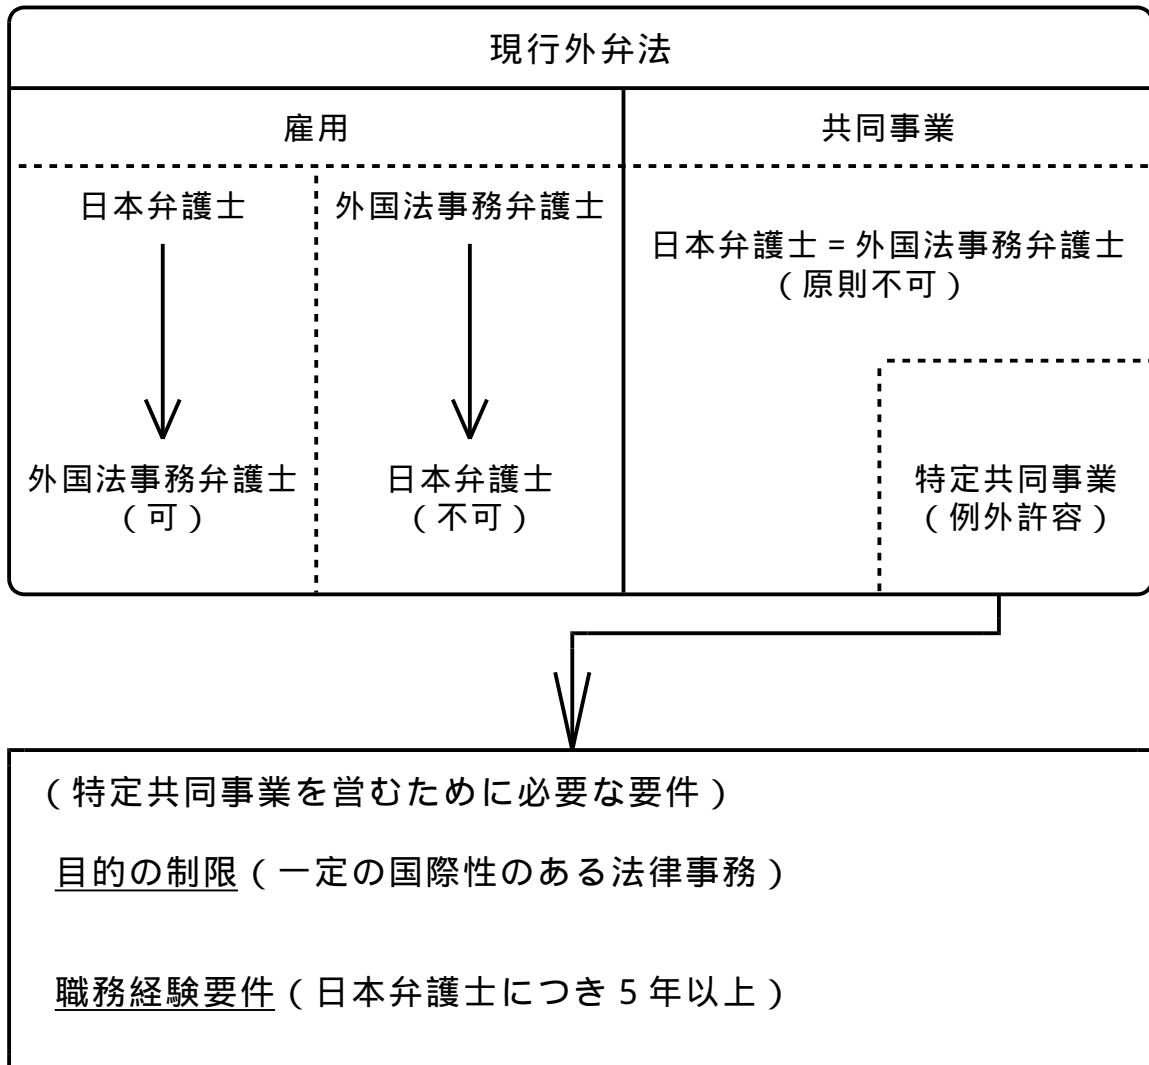 現行外弁法
雇用
共同事業
日本弁護士
外国法事務弁護士
(可)
外国法事務弁護士
日本弁護士
(不可)
日本弁護士=外国法事務弁護士
(原則不可)
特定共同事業
(例外許容)
(特定共同事業を営むために必要な要件)
目的の制限(一定の国際性のある法律事務)
職務経験要件(日本弁護士につき5年以上)